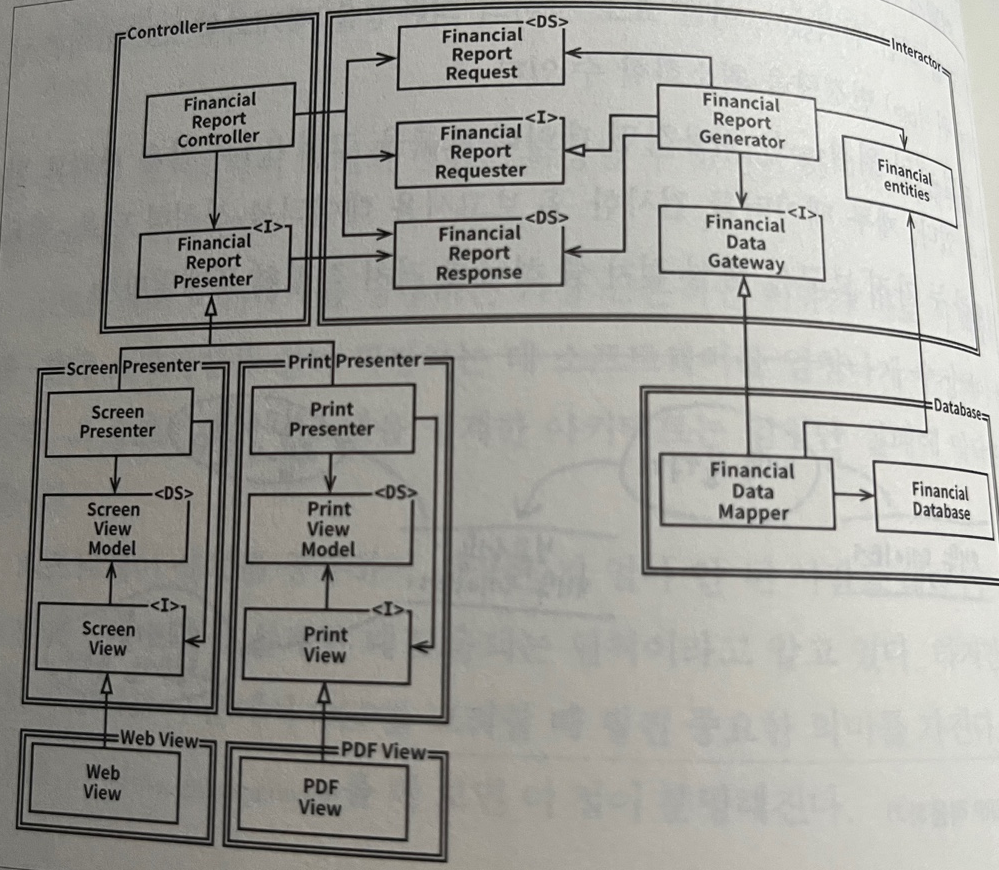 Controller
Financial
Report
Controller
<I>
Financial
Report
Presenter
Interactor
<DS>
Financial
Report
Request
<I>
Financial
Report
Requester
<DS>
Financial
Report
Response
Financial
Report
Generator
Financial
entities
<I>
Financial
Data
Gateway
Screen Presenter
Screen
Presenter
<DS>
Screen
View
Model
<I>
Screen
View
Print Presenter
Print
Presenter
<DS>
Print
View
Model
<I>
Print
View
Database
Financial
Data
Mapper
Financial
Database
Web View
Web
View
PDF View
PDF
View